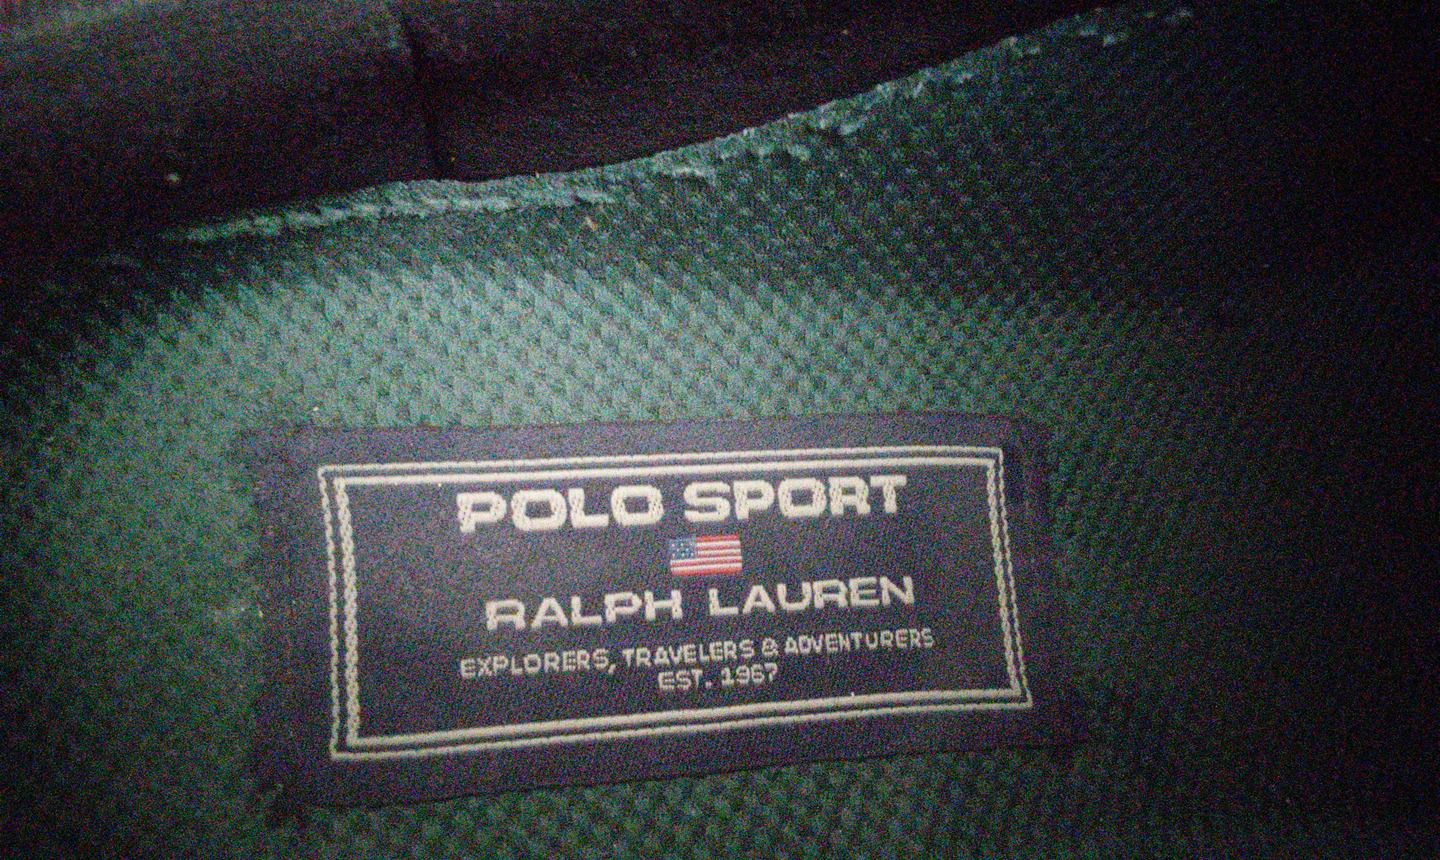 POLO SPORT
RALPH LAUREN
EXPLORERS, TRAVELERS & ADVENTURERS
EST. 1967